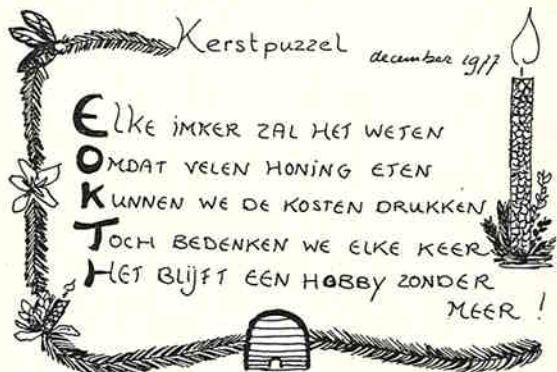 Kerstpuzzel
december 1977
ELKE IMKER ZAL HET WETEN
OMDAT VELEN HONING ETEN
KUNNEN WE DE KOSTEN DRUKKEN
TOCH BEDENKEN WE ELKE KEER
HET BLIJFT EEN HOBBY ZONDER
MEER !